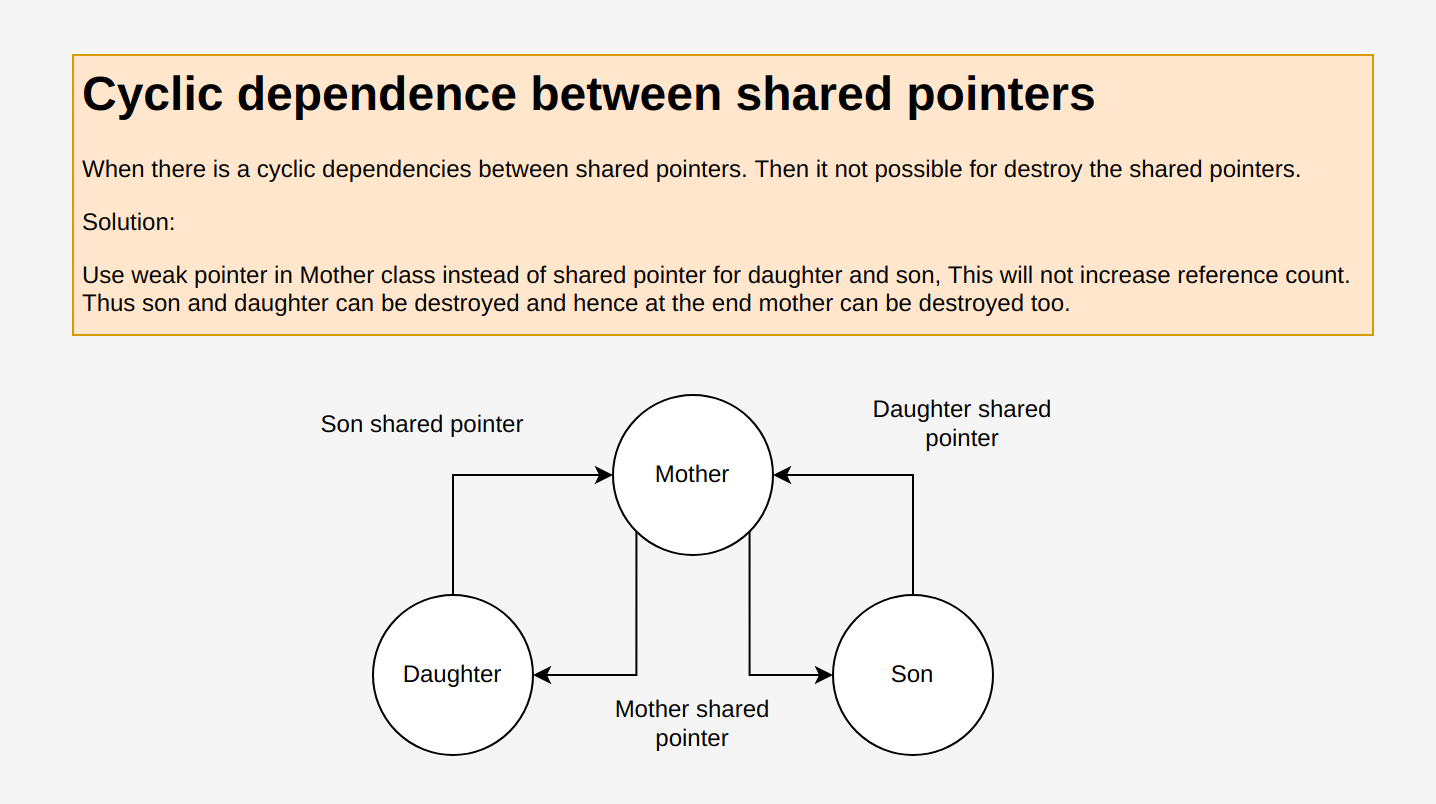 Cyclic dependence between shared pointers
When there is a cyclic dependencies between shared pointers. Then it not possible for destroy the shared pointers.
Solution:
Use weak pointer in Mother class instead of shared pointer for daughter and son, This will not increase reference count.
Thus son and daughter can be destroyed and hence at the end mother can be destroyed too.
Son shared pointer
Daughter shared
pointer
Mother
Daughter
Son
Mother shared
pointer